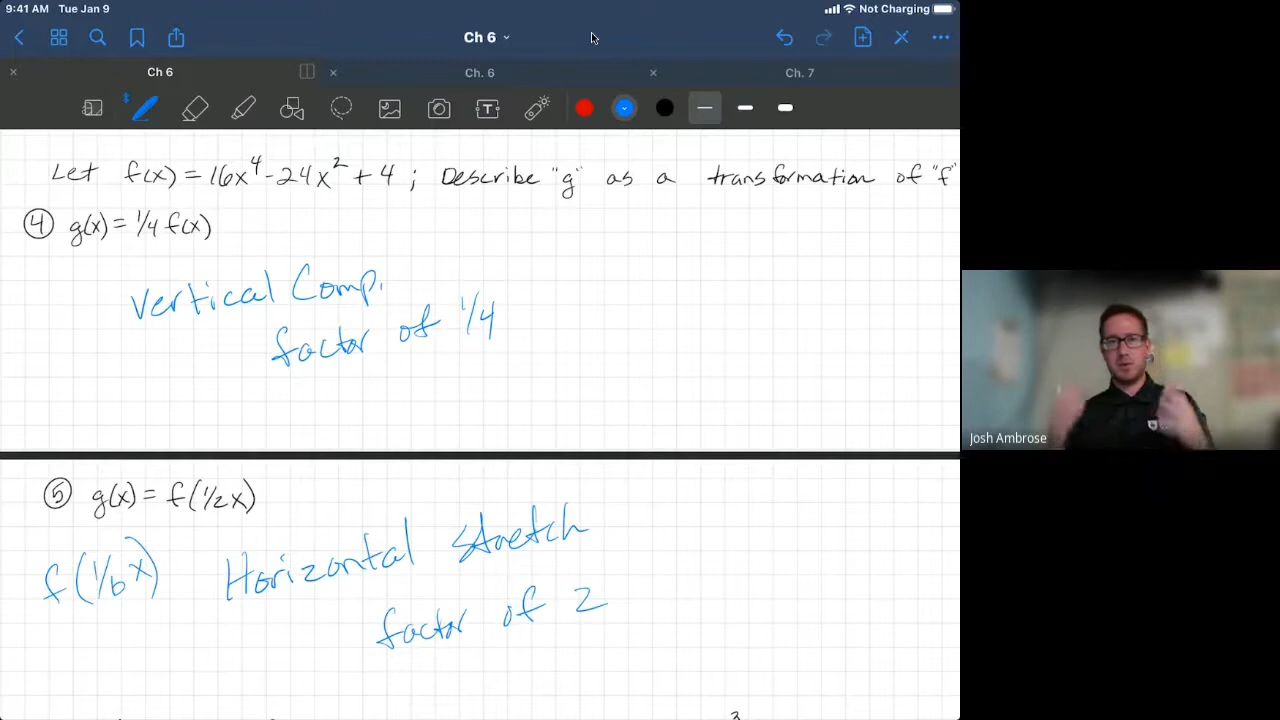 9:41 AM Tue Jan 9
Not Charging
Ch 6
Ch 6
Ch. 6
Ch. 7
T
Let f(x) = 16x⁴ - 24x² + 4 ; Describe "g" as a transformation of "f"
④ g(x) = 1/4 f(x)
Vertical Comp.
factor of 1/4
Josh Ambrose
⑤ g(x) = f(1/2 x)
f(1/b x) Horizontal Stretch
factor of 2
3